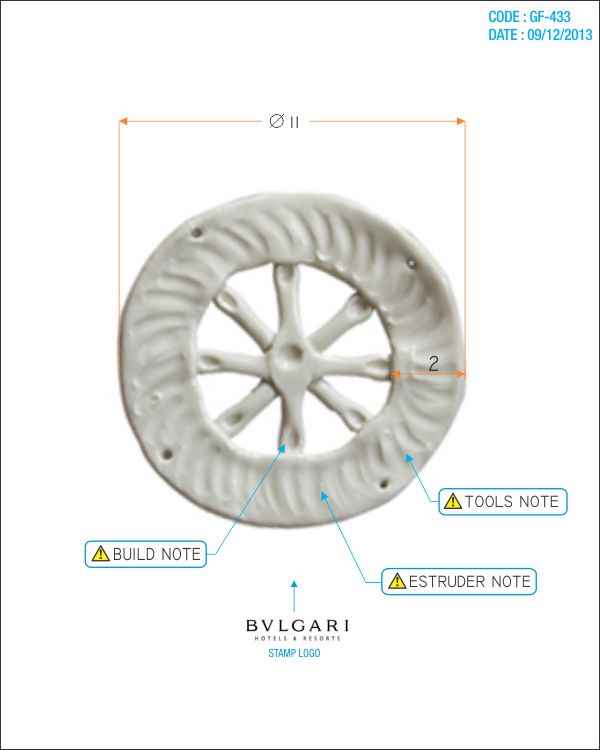 CODE : GF-433
DATE : 09/12/2013
Ø 11
2
TOOLS NOTE
BUILD NOTE
ESTRUDER NOTE
BVLGARI
HOTELS & RESORTS
STAMP LOGO